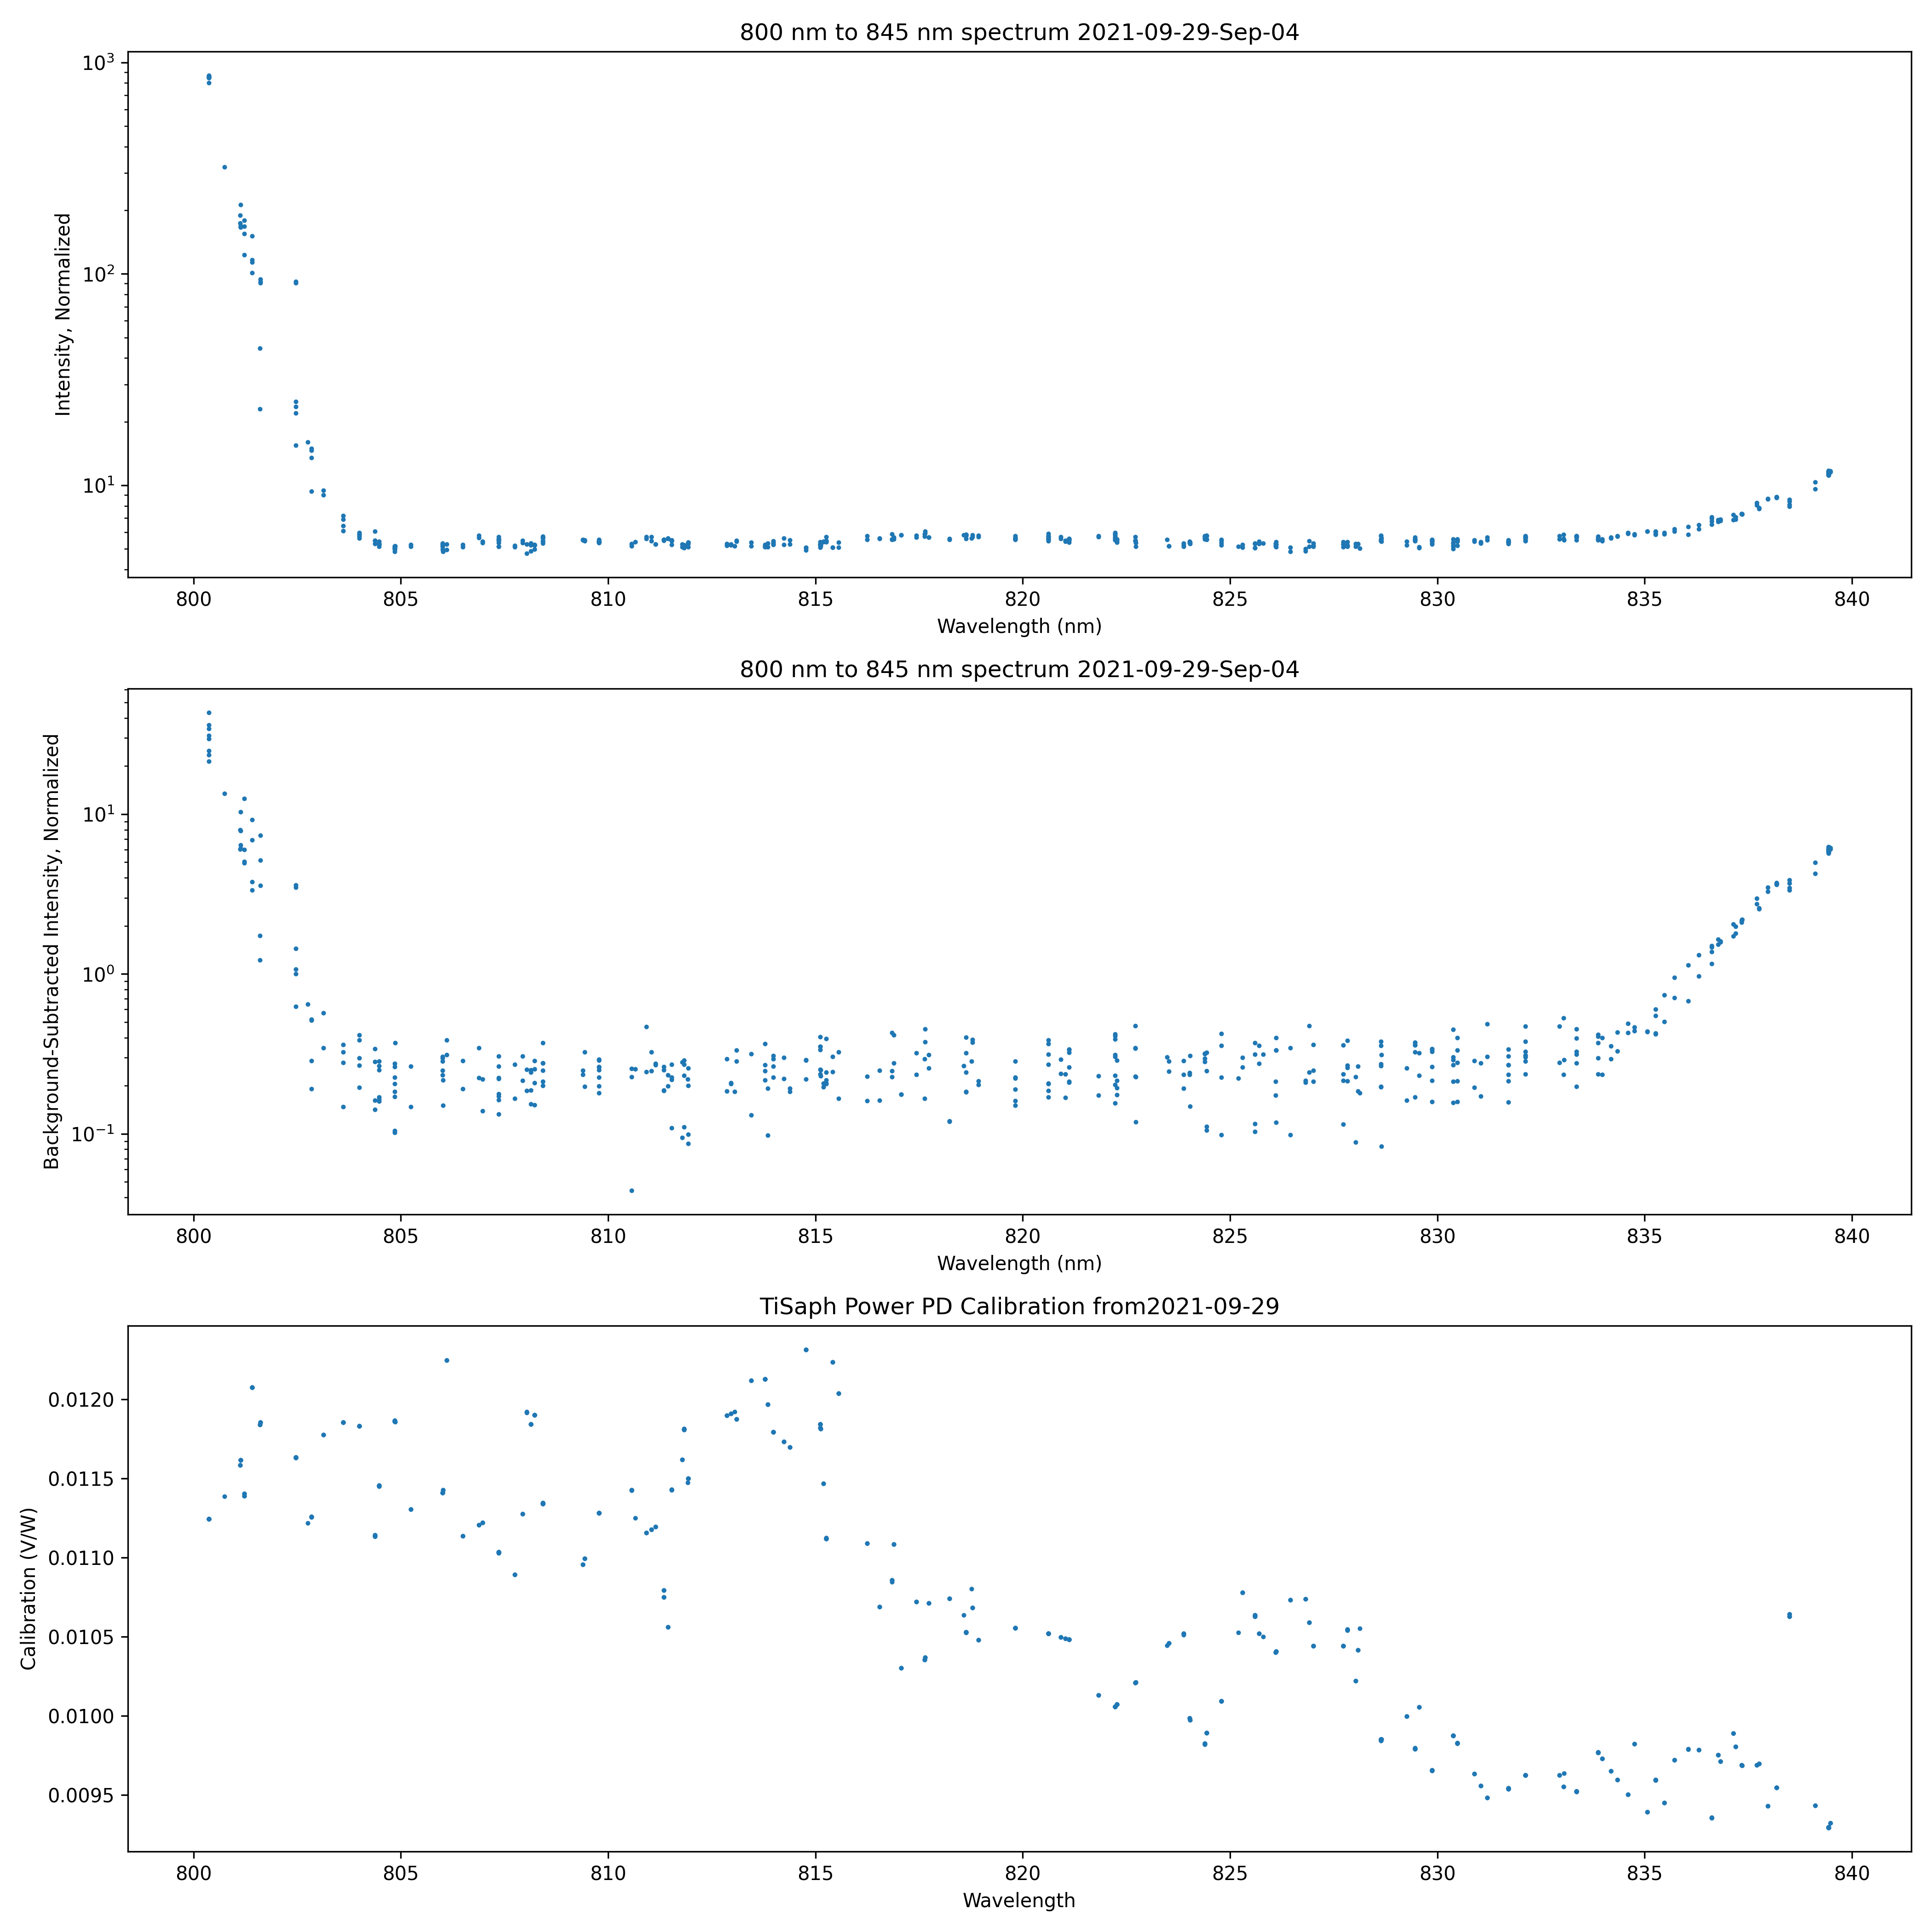 800 nm to 845 nm spectrum 2021-09-29-Sep-04
Intensity, Normalized
10³
10²
10¹
800 805 810 815 820 825 830 835 840
Wavelength (nm)
800 nm to 845 nm spectrum 2021-09-29-Sep-04
Background-Subtracted Intensity, Normalized
10¹
10⁰
10⁻¹
800 805 810 815 820 825 830 835 840
Wavelength (nm)
TiSaph Power PD Calibration from2021-09-29
Calibration (V/W)
0.0120
0.0115
0.0110
0.0105
0.0100
0.0095
800 805 810 815 820 825 830 835 840
Wavelength